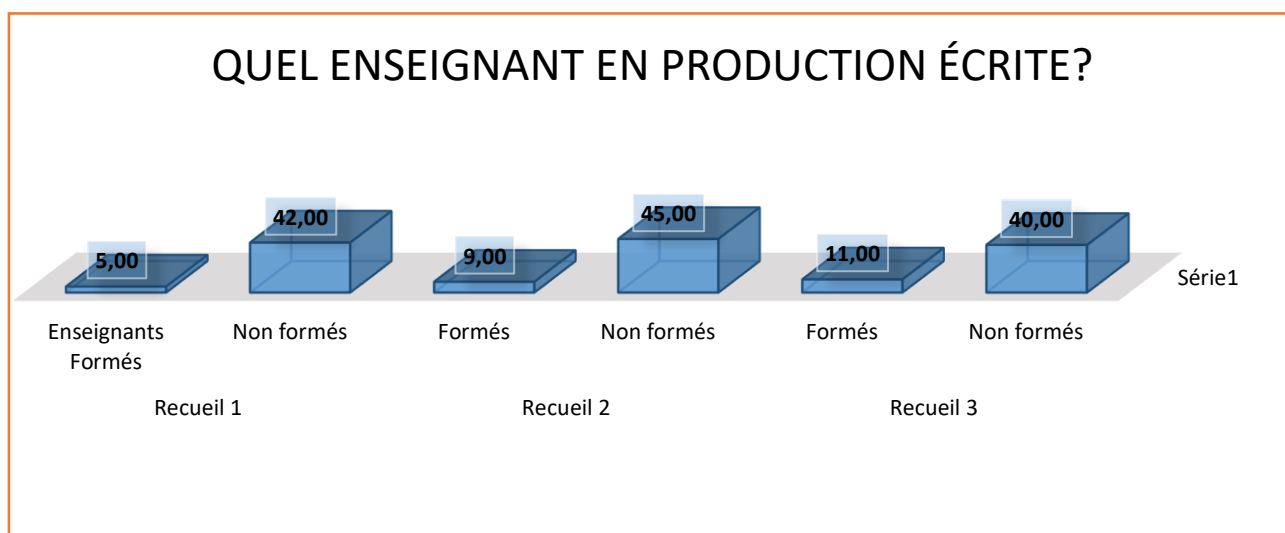 QUEL ENSEIGNANT EN PRODUCTION ÉCRITE?
5,00
42,00
9,00
45,00
11,00
40,00
Série1
Enseignants
Formés
Non formés
Formés
Non formés
Formés
Non formés
Recueil 1
Recueil 2
Recueil 3